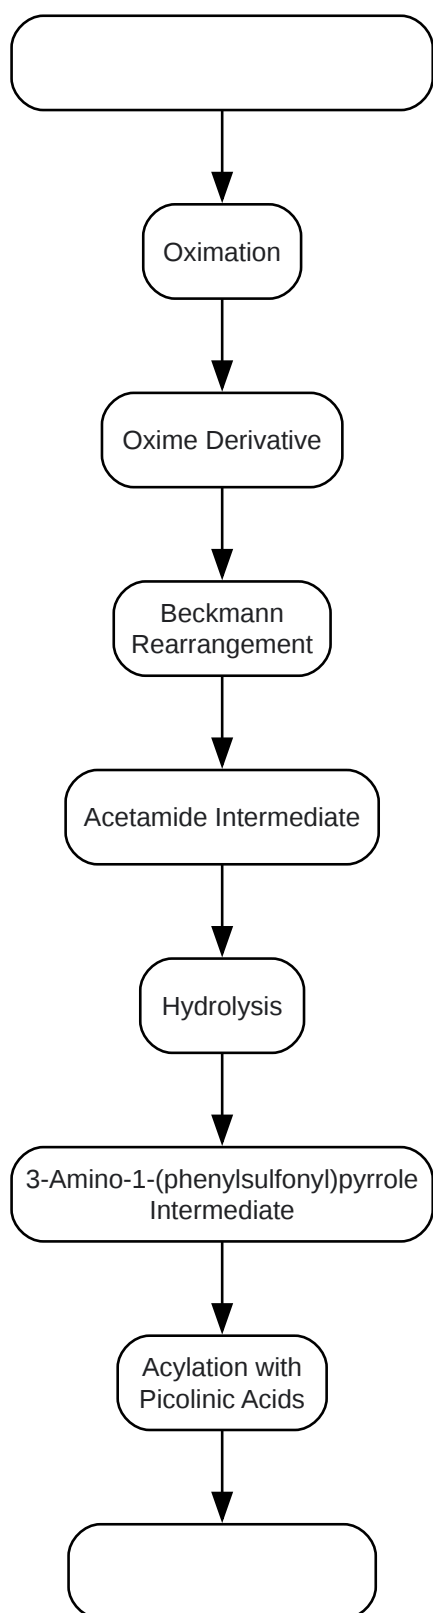 Oximation
Oxime Derivative
Beckmann
Rearrangement
Acetamide Intermediate
Hydrolysis
3-Amino-1-(phenylsulfonyl)pyrrole
Intermediate
Acylation with
Picolinic Acids